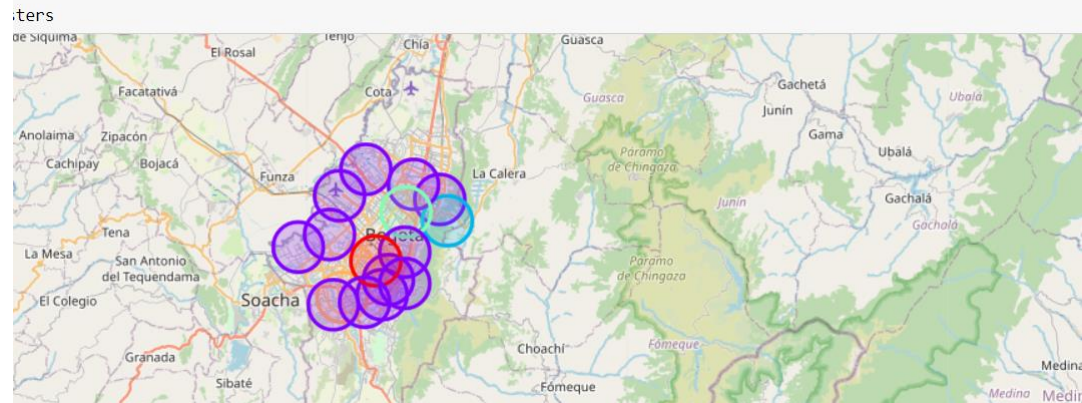 sters
de Siquima
El Rosal
Tenjo
Chía
Guasca
Facatativá
Cota
Guasca
Gachetá
Ubalá
Junín
Anolaima
Zipacón
Gama
Páramo
de Chingaza
Ubalá
Cachipay
Bojacá
Funza
La Calera
Gachalá
Junín
Gachalá
Tena
Bogotá
La Mesa
San Antonio
del Tequendama
Páramo
de Chingaza
El Colegio
Soacha
Choachí
Fómeque
Granada
Medina
Sibaté
Fómeque
Medina